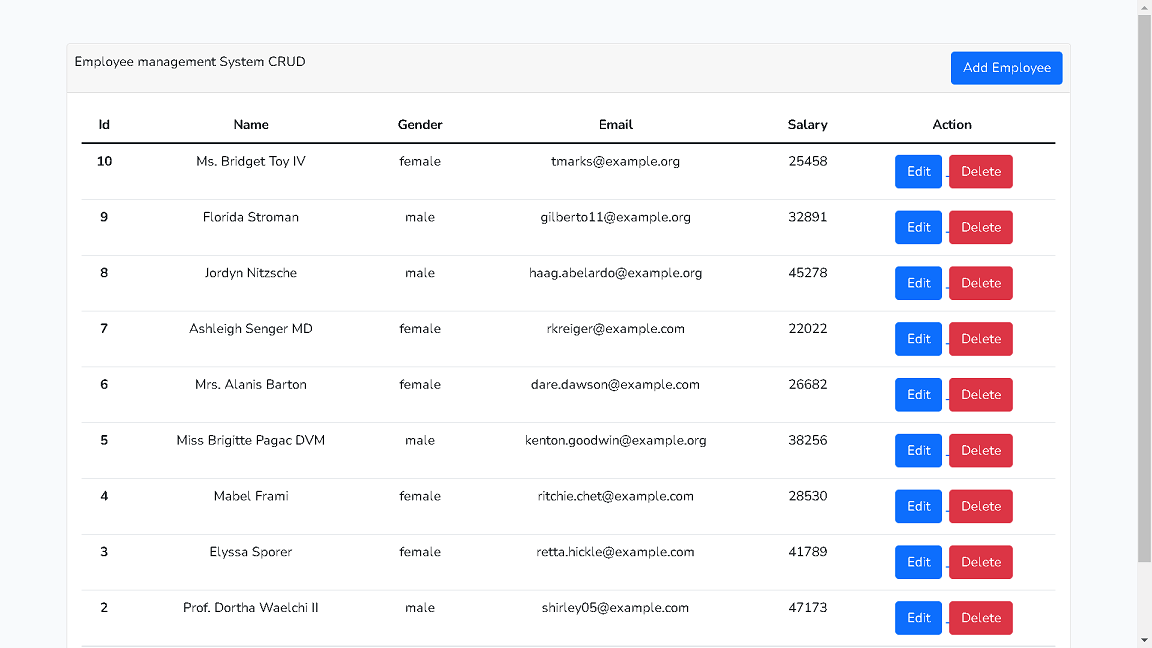 Employee management System CRUD
Add Employee
Id Name Gender Email Salary Action
10 Ms. Bridget Toy IV female tmarks@example.org 25458 Edit Delete
9 Florida Stroman male gilberto11@example.org 32891 Edit Delete
8 Jordyn Nitzsche male haag.abelardo@example.org 45278 Edit Delete
7 Ashleigh Senger MD female rkreiger@example.com 22022 Edit Delete
6 Mrs. Alanis Barton female dare.dawson@example.com 26682 Edit Delete
5 Miss Brigitte Pagac DVM male kenton.goodwin@example.org 38256 Edit Delete
4 Mabel Frami female ritchie.chet@example.com 28530 Edit Delete
3 Elyssa Sporer female retta.hickle@example.com 41789 Edit Delete
2 Prof. Dortha Waelchi II male shirley05@example.com 47173 Edit Delete